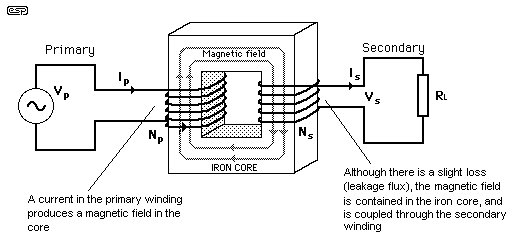 esp
Primary
Secondary
Magnetic field
Ip
Is
Vp
Vs
RL
Np
Ns
IRON CORE
A current in the primary winding
produces a magnetic field in the
core
Although there is a slight loss
(leakage flux), the magnetic field
is contained in the iron core, and
is coupled through the secondary
winding